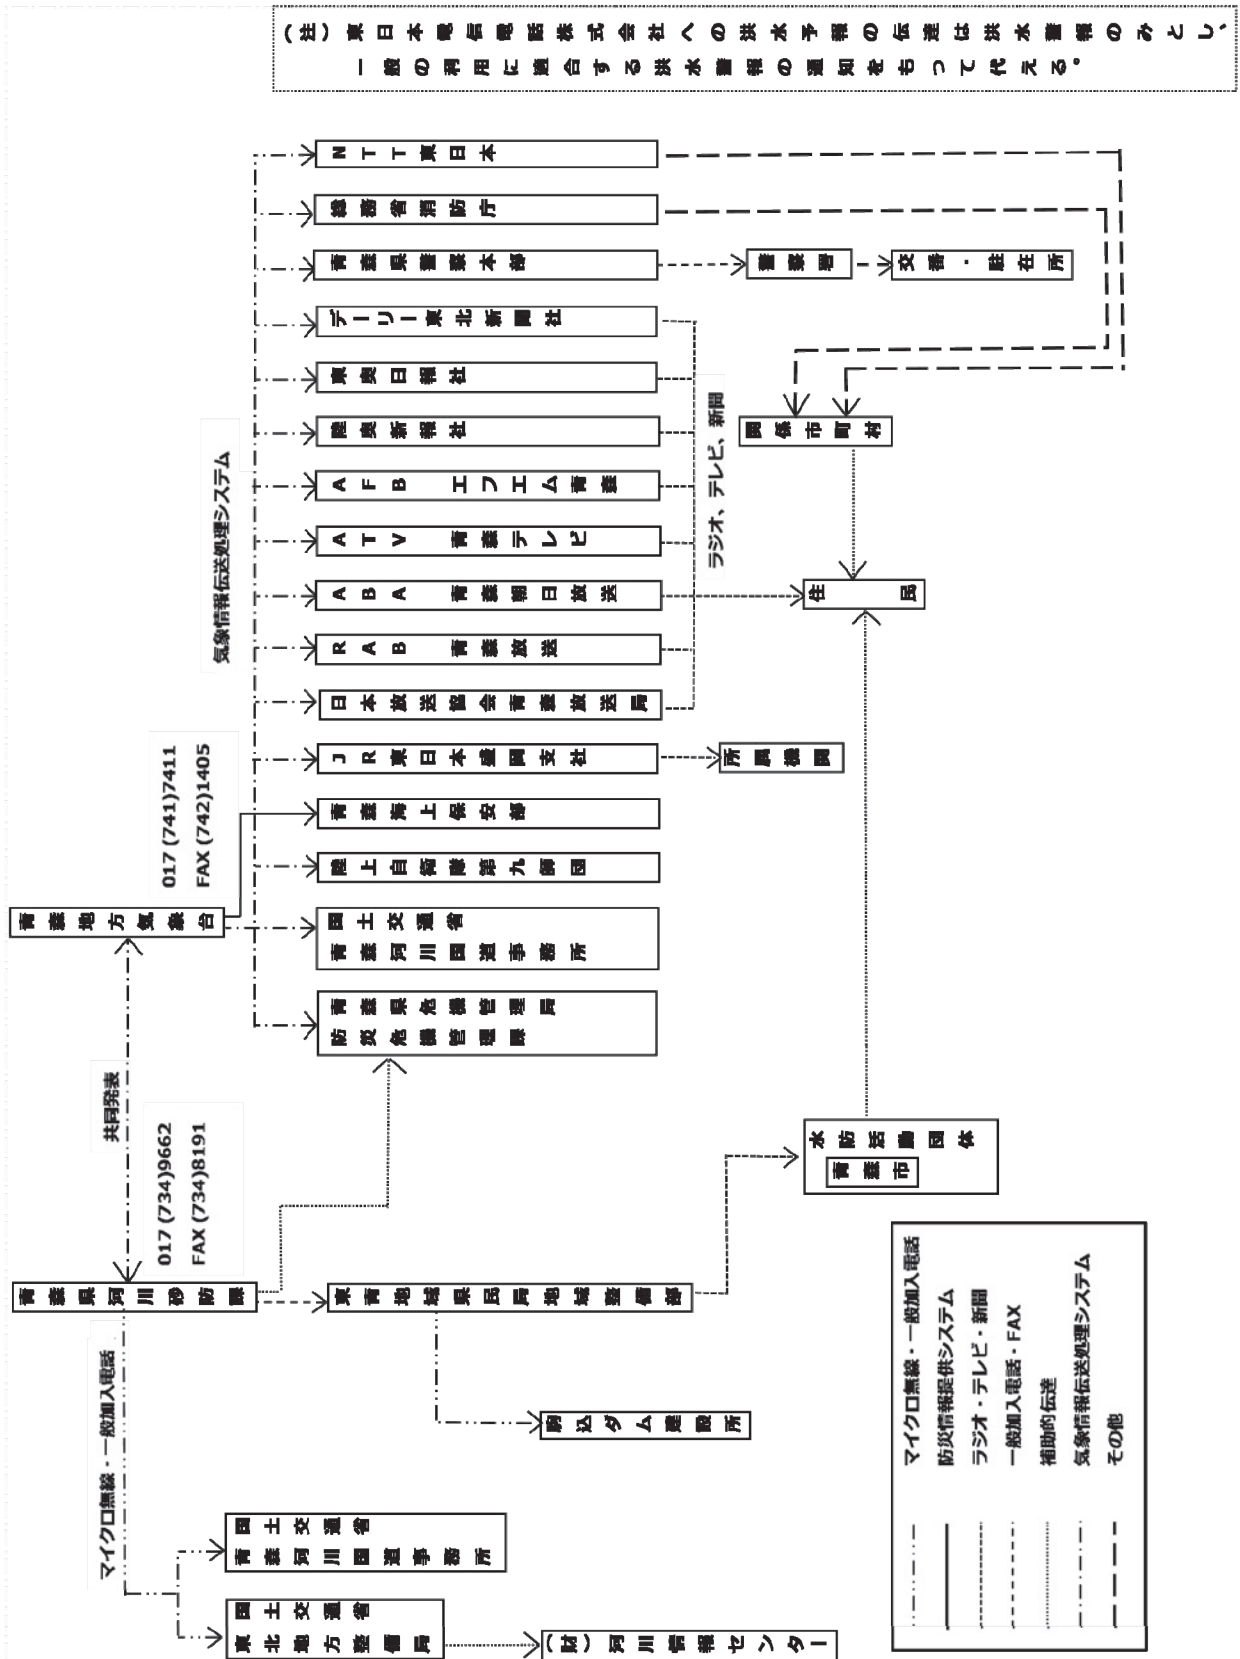 青森地方気象台
017 (741)7411
FAX (742)1405
共同発表
青森県河川砂防課
017 (734)9662
FAX (734)8191
マイクロ無線・一般加入電話
国土交通省
東北地方整備局
国土交通省
青森河川国道事務所
(財)河川情報センター
駒込ダム建設所
東青地域県民局地域整備部
水防活動団体
青森市
気象情報伝送処理システム
青森県危機管理局
防災危機管理課
国土交通省
青森河川国道事務所
陸上自衛隊第九師団
青森海上保安部
JR東日本盛岡支社
所属機関
日本放送協会青森放送局
RAB 青森放送
ABA 青森朝日放送
ATV 青森テレビ
AFB エフエム青森
陸奥新報社
東奥日報社
デーリー東北新聞社
ラジオ、テレビ、新聞
青森県警察本部
警察署
交番・駐在所
総務省消防庁
NTT東日本
関係市町村
住民
(注)東日本電信電話株式会社への洪水予報の伝達は洪水警報のみとし、
一般の利用に適合する洪水警報の通知をもって代える。
マイクロ無線・一般加入電話
防災情報提供システム
ラジオ・テレビ・新聞
一般加入電話・FAX
補助的伝達
気象情報伝送処理システム
その他